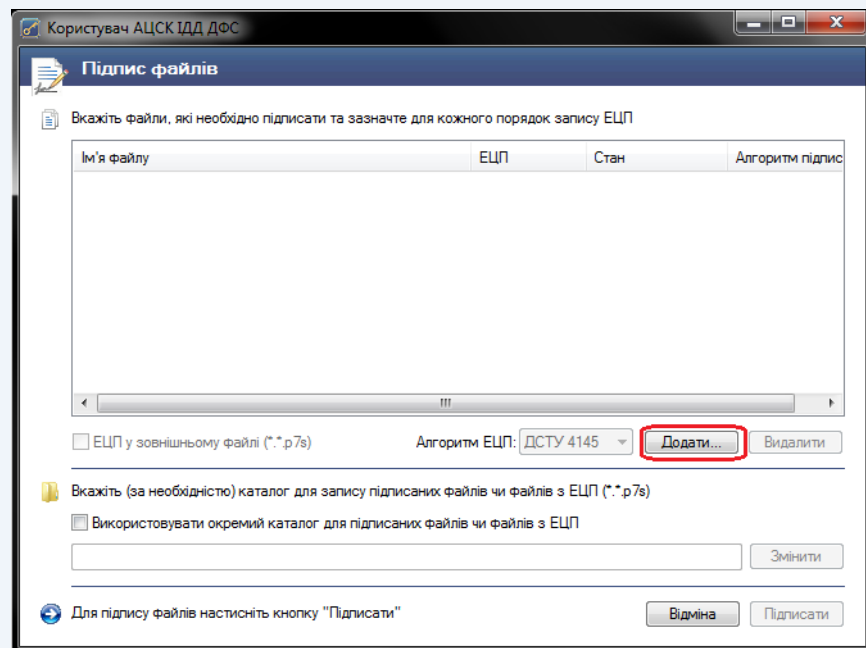 Користувач АЦСК ІДД ДФС
Підпис файлів
Вкажіть файли, які необхідно підписати та зазначте для кожного порядок запису ЕЦП
Ім'я файлу ЕЦП Стан Алгоритм підпис
ЕЦП у зовнішньому файлі (*.*.p7s) Алгоритм ЕЦП: ДСТУ 4145 Додати... Видалити
Вкажіть (за необхідністю) каталог для запису підписаних файлів чи файлів з ЕЦП (*.*.p7s)
Використовувати окремий каталог для підписаних файлів чи файлів з ЕЦП
Змінити
Для підпису файлів настисніть кнопку "Підписати" Відміна Підписати